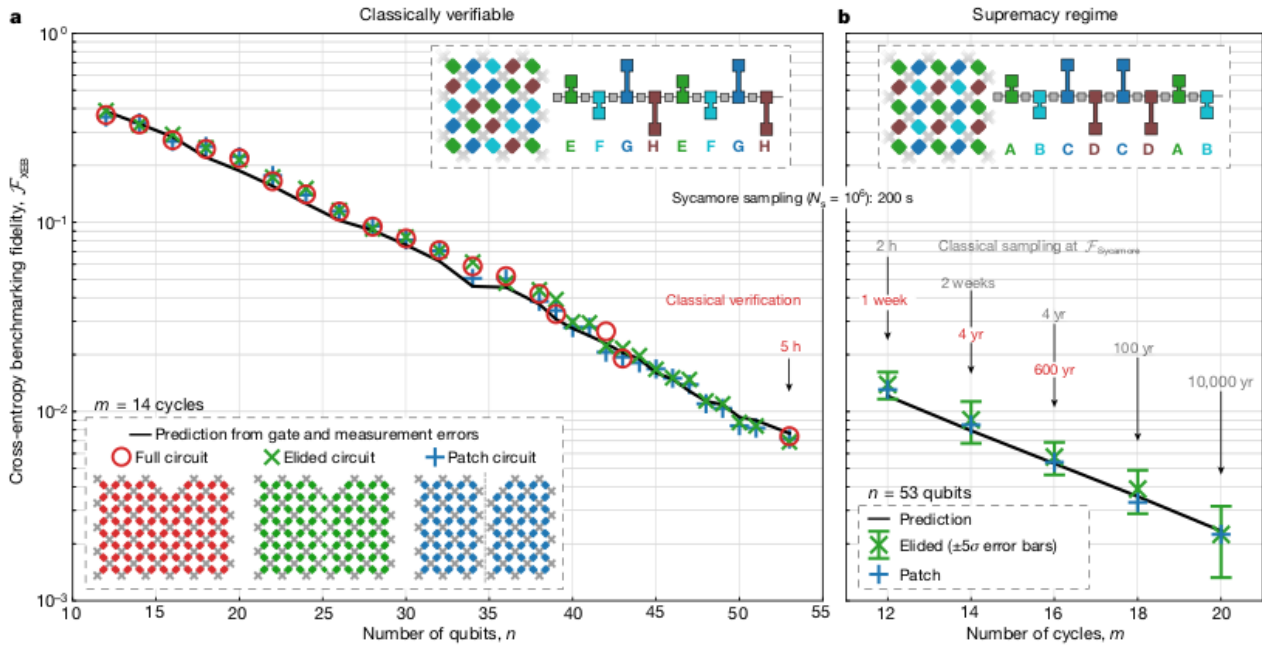 a Classically verifiable
10⁰
10⁻¹
10⁻²
10⁻³
Cross-entropy benchmarking fidelity, ℱ_XEB
E F G H E F G H
Sycamore sampling (N_s = 10⁶): 200 s
Classical verification
5 h
m = 14 cycles
Prediction from gate and measurement errors
Full circuit Elided circuit Patch circuit
10 15 20 25 30 35 40 45 50 55
Number of qubits, n
b Supremacy regime
A B C D C D A B
2 h Classical sampling at ℱ_Sycamore
1 week 2 weeks
4 yr 4 yr
600 yr 100 yr
10,000 yr
n = 53 qubits
Prediction
Elided (±5σ error bars)
Patch
12 14 16 18 20
Number of cycles, m